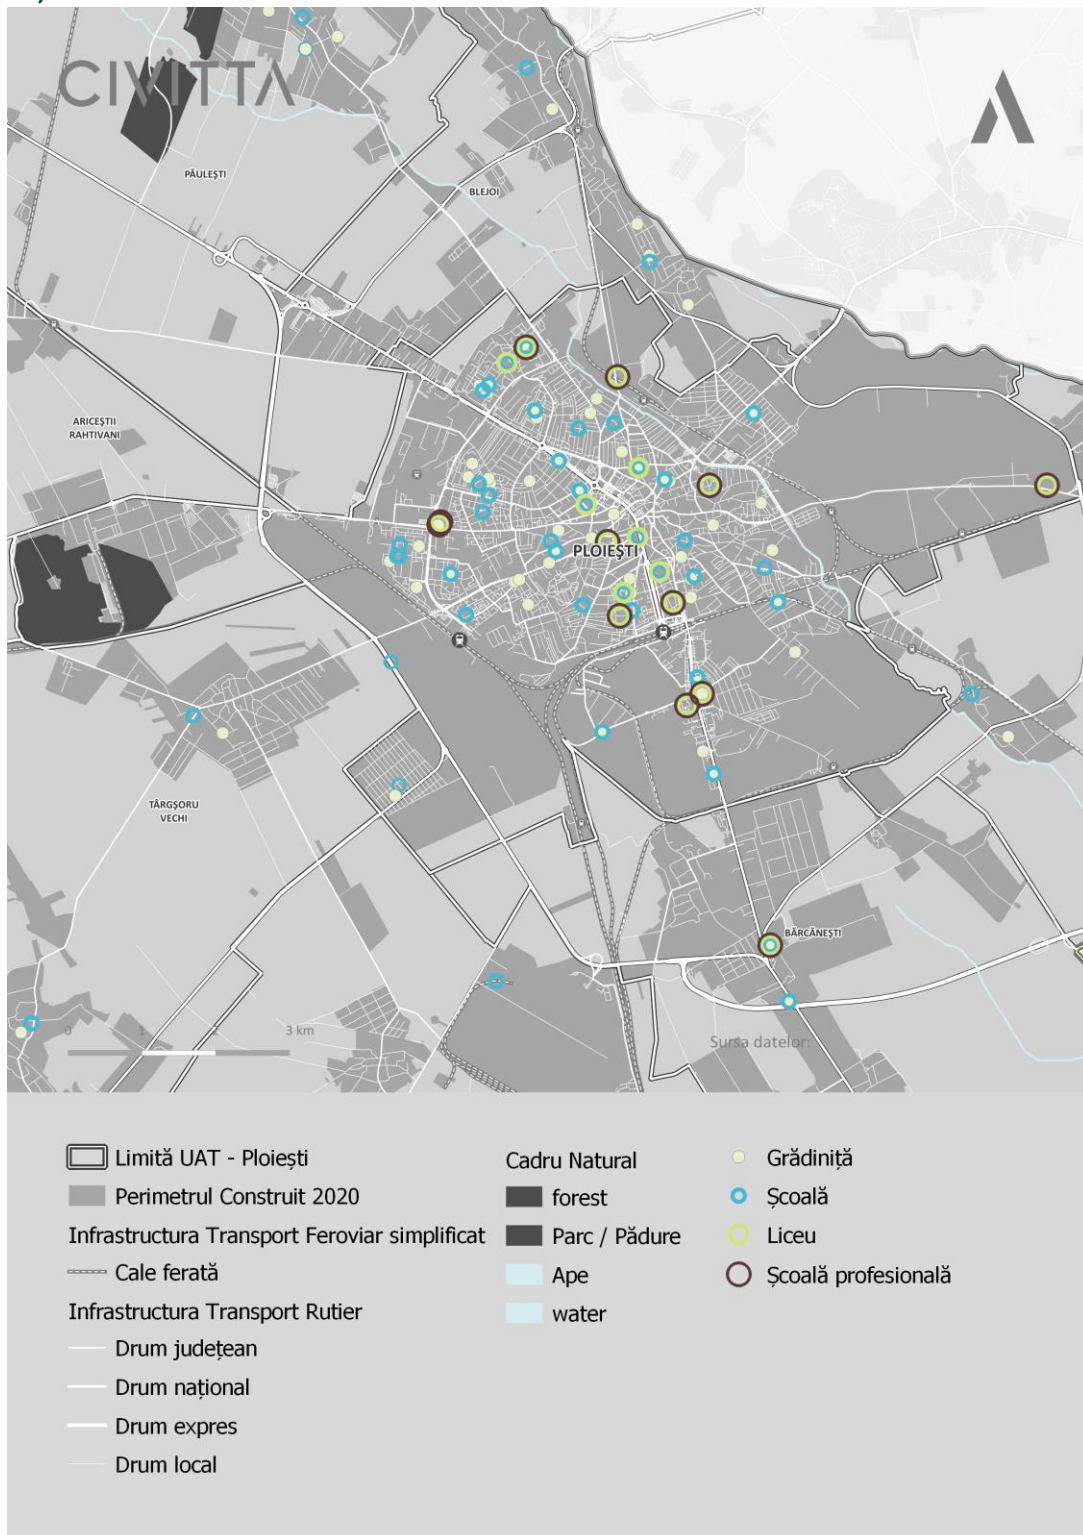 CIVITTA
PĂULEȘTI
BLEJOI
ARICEȘTII
RAHTIVANI
PLOIEȘTI
TÂRGȘORU
VECHI
BĂRCĂNEȘTI
0 1 2 3 km
Sursa datelor:
Limită UAT - Ploiești
Perimetrul Construit 2020
Infrastructura Transport Feroviar simplificat
Cale ferată
Infrastructura Transport Rutier
Drum județean
Drum național
Drum expres
Drum local
Cadru Natural
forest
Parc / Pădure
Ape
water
Grădiniță
Școală
Liceu
Școală profesională